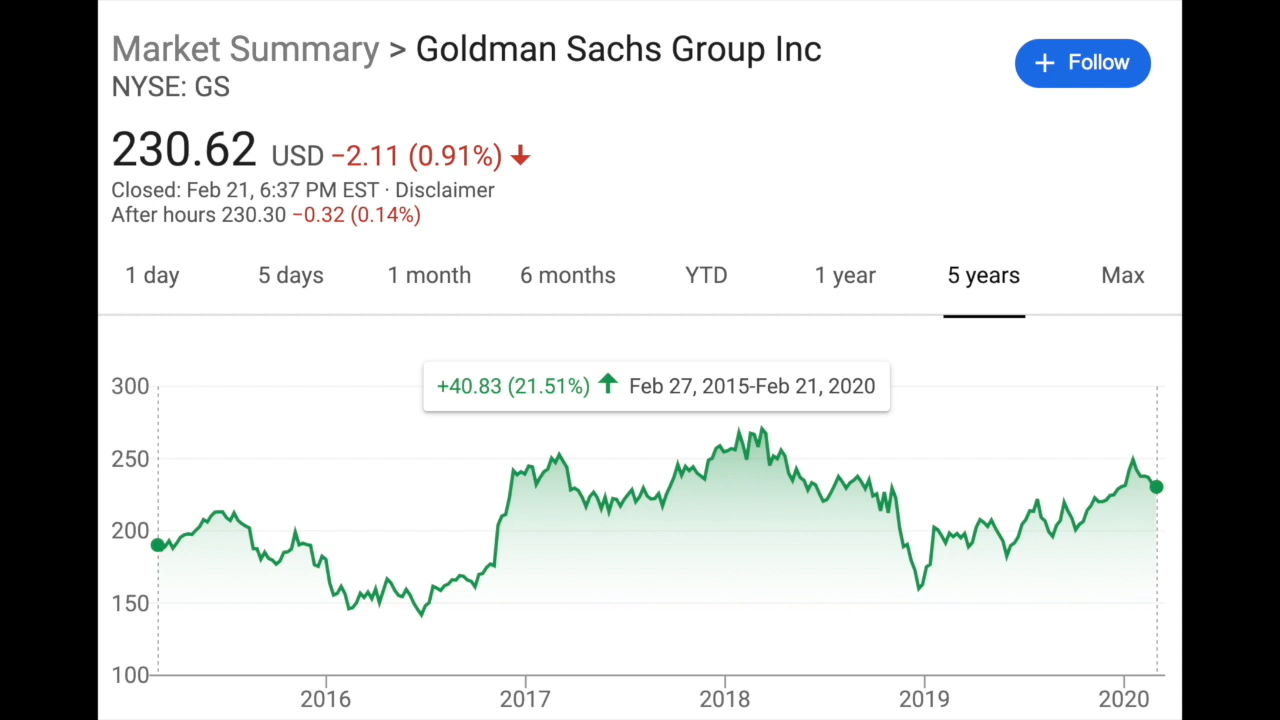 Market Summary > Goldman Sachs Group Inc
NYSE: GS
+ Follow
230.62 USD −2.11 (0.91%)
Closed: Feb 21, 6:37 PM EST · Disclaimer
After hours 230.30 −0.32 (0.14%)
1 day 5 days 1 month 6 months YTD 1 year 5 years Max
+40.83 (21.51%) Feb 27, 2015-Feb 21, 2020
300
250
200
150
100
2016 2017 2018 2019 2020